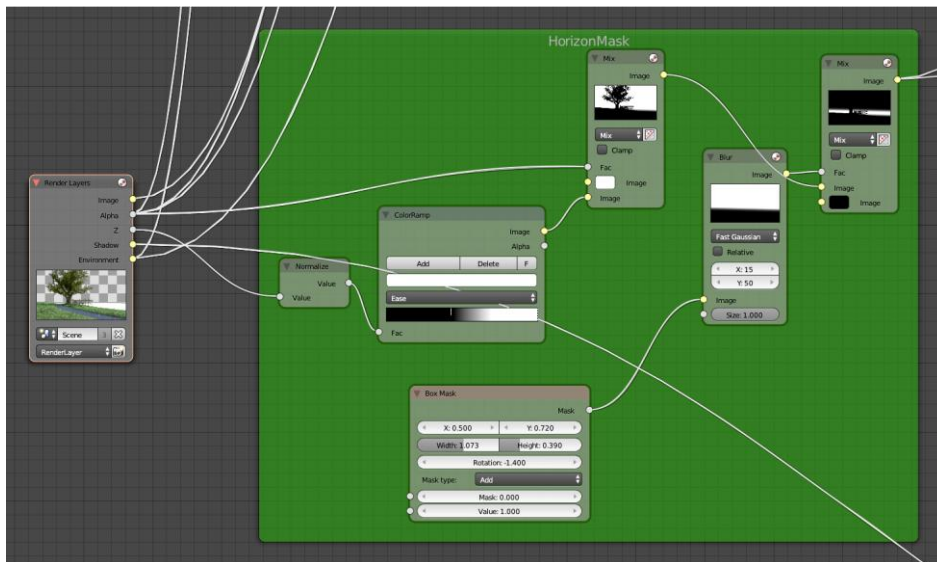 HorizonMask
Render Layers
Image
Alpha
Z
Shadow
Environment
Scene
3
RenderLayer
Normalize
Value
Value
ColorRamp
Image
Alpha
Add Delete F
Ease
Fac
Mix
Image
Mix
Clamp
Fac
Image
Image
Box Mask
Mask
X: 0.500 Y: 0.720
Width: 1.073 Height: 0.390
Rotation: -1.400
Mask type: Add
Mask: 0.000
Value: 1.000
Blur
Image
Fast Gaussian
Relative
X: 15
Y: 50
Image
Size: 1.000
Mix
Image
Mix
Clamp
Fac
Image
Image